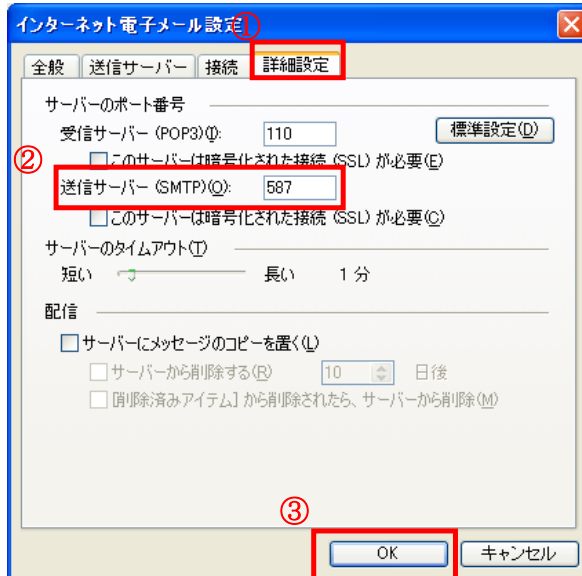 インターネット電子メール設定 ①
全般 送信サーバー 接続 詳細設定
サーバーのポート番号
受信サーバー (POP3)(I): 110 標準設定(D)
② このサーバーは暗号化された接続 (SSL) が必要(E)
送信サーバー (SMTP)(O): 587
このサーバーは暗号化された接続 (SSL) が必要(C)
サーバーのタイムアウト(T)
短い 長い 1 分
配信
サーバーにメッセージのコピーを置く(L)
サーバーから削除する(R) 10 日後
[削除済みアイテム] から削除されたら、サーバーから削除(M)
③
OK キャンセル